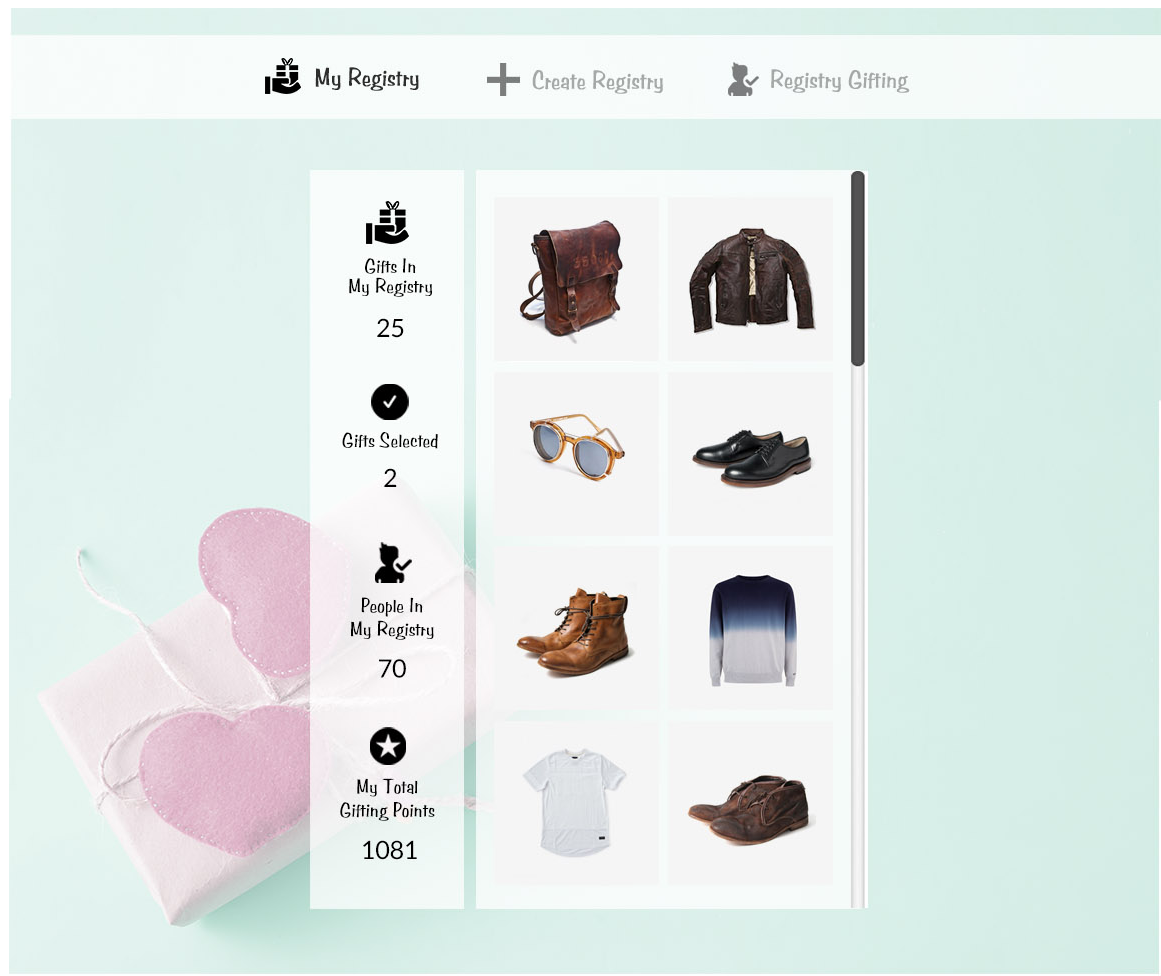 My Registry
Create Registry
Registry Gifting
Gifts In
My Registry
25
Gifts Selected
2
People In
My Registry
70
My Total
Gifting Points
1081